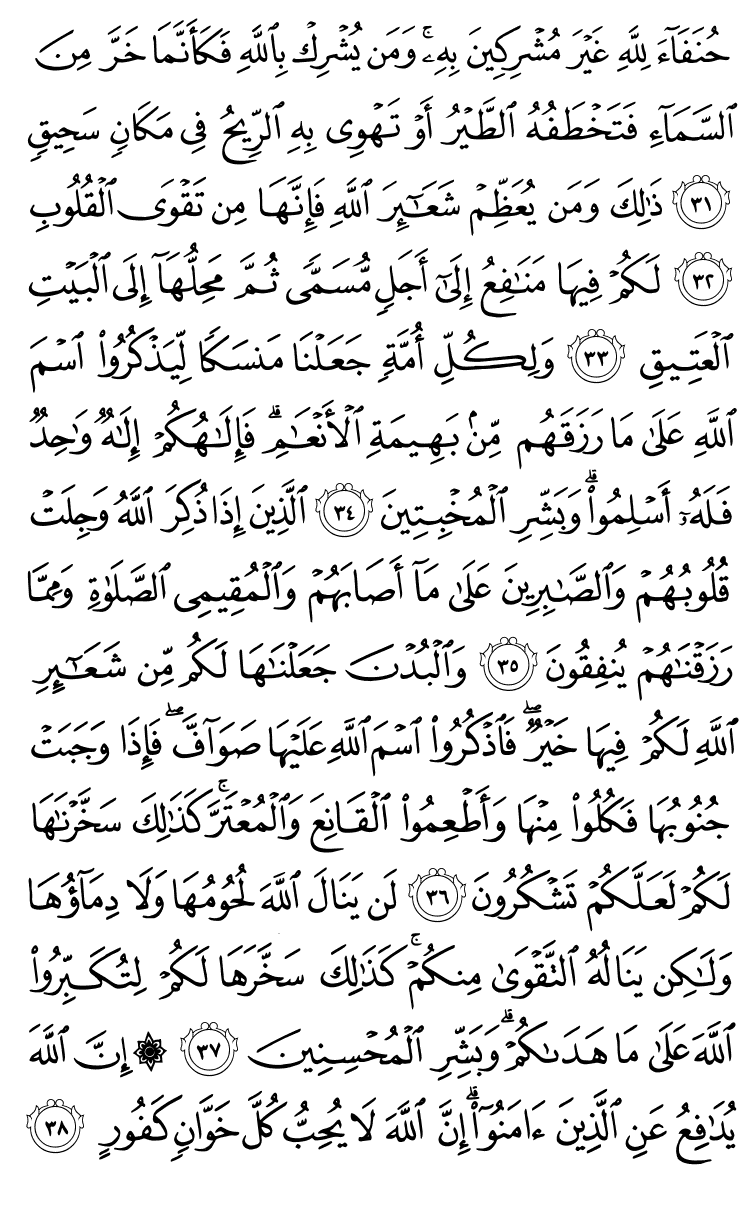 حُنَفَآءَ لِلَّهِ غَيْرَ مُشْرِكِينَ بِهِۦۚ وَمَن يُشْرِكْ بِٱللَّهِ فَكَأَنَّمَا خَرَّ مِنَ
ٱلسَّمَآءِ فَتَخْطَفُهُ ٱلطَّيْرُ أَوْ تَهْوِى بِهِ ٱلرِّيحُ فِى مَكَانٍ سَحِيقٍ
٣١ ذَٰلِكَ وَمَن يُعَظِّمْ شَعَـٰٓئِرَ ٱللَّهِ فَإِنَّهَا مِن تَقْوَى ٱلْقُلُوبِ
٣٢ لَكُمْ فِيهَا مَنَـٰفِعُ إِلَىٰٓ أَجَلٍ مُّسَمًّى ثُمَّ مَحِلُّهَآ إِلَى ٱلْبَيْتِ
ٱلْعَتِيقِ ٣٣ وَلِكُلِّ أُمَّةٍ جَعَلْنَا مَنسَكًا لِّيَذْكُرُوا۟ ٱسْمَ
ٱللَّهِ عَلَىٰ مَا رَزَقَهُم مِّنۢ بَهِيمَةِ ٱلْأَنْعَـٰمِۗ فَإِلَـٰهُكُمْ إِلَـٰهٌ وَٰحِدٌ
فَلَهُۥٓ أَسْلِمُوا۟ۗ وَبَشِّرِ ٱلْمُخْبِتِينَ ٣٤ ٱلَّذِينَ إِذَا ذُكِرَ ٱللَّهُ وَجِلَتْ
قُلُوبُهُمْ وَٱلصَّـٰبِرِينَ عَلَىٰ مَآ أَصَابَهُمْ وَٱلْمُقِيمِى ٱلصَّلَوٰةِ وَمِمَّا
رَزَقْنَـٰهُمْ يُنفِقُونَ ٣٥ وَٱلْبُدْنَ جَعَلْنَـٰهَا لَكُم مِّن شَعَـٰٓئِرِ
ٱللَّهِ لَكُمْ فِيهَا خَيْرٌۖ فَٱذْكُرُوا۟ ٱسْمَ ٱللَّهِ عَلَيْهَا صَوَآفَّۖ فَإِذَا وَجَبَتْ
جُنُوبُهَا فَكُلُوا۟ مِنْهَا وَأَطْعِمُوا۟ ٱلْقَانِعَ وَٱلْمُعْتَرَّۚ كَذَٰلِكَ سَخَّرْنَـٰهَا
لَكُمْ لَعَلَّكُمْ تَشْكُرُونَ ٣٦ لَن يَنَالَ ٱللَّهَ لُحُومُهَا وَلَا دِمَآؤُهَا
وَلَـٰكِن يَنَالُهُ ٱلتَّقْوَىٰ مِنكُمْۚ كَذَٰلِكَ سَخَّرَهَا لَكُمْ لِتُكَبِّرُوا۟
ٱللَّهَ عَلَىٰ مَا هَدَىٰكُمْۗ وَبَشِّرِ ٱلْمُحْسِنِينَ ٣٧ ۞ إِنَّ ٱللَّهَ
يُدَٰفِعُ عَنِ ٱلَّذِينَ ءَامَنُوٓا۟ۗ إِنَّ ٱللَّهَ لَا يُحِبُّ كُلَّ خَوَّانٍ كَفُورٍ ٣٨